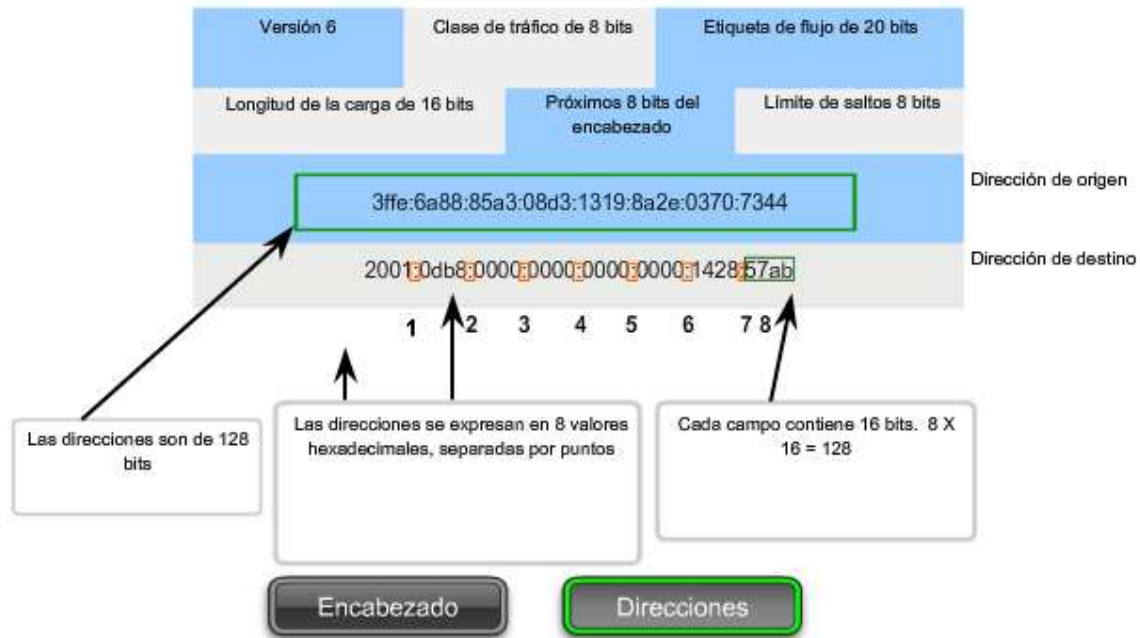 Versión 6
Clase de tráfico de 8 bits
Etiqueta de flujo de 20 bits
Longitud de la carga de 16 bits
Próximos 8 bits del
encabezado
Límite de saltos 8 bits
3ffe:6a88:85a3:08d3:1319:8a2e:0370:7344
Dirección de origen
2001:0db8:0000:0000:0000:0000:1428:57ab
Dirección de destino
1 2 3 4 5 6 7 8
Las direcciones son de 128
bits
Las direcciones se expresan en 8 valores
hexadecimales, separadas por puntos
Cada campo contiene 16 bits. 8 X
16 = 128
Encabezado
Direcciones